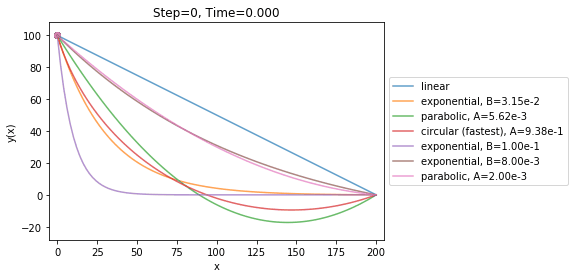 Step=0, Time=0.000
100
80
60
40
20
0
−20
y(x)
0
25
50
75
100
125
150
175
200
x
linear
exponential, B=3.15e-2
parabolic, A=5.62e-3
circular (fastest), A=9.38e-1
exponential, B=1.00e-1
exponential, B=8.00e-3
parabolic, A=2.00e-3